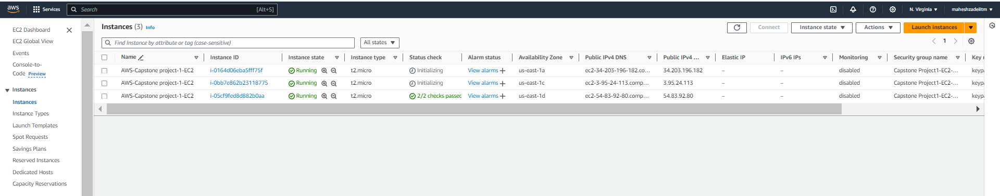 aws Services Search [Alt+S] N. Virginia maheshzadeiitm
EC2 Dashboard
EC2 Global View
Events
Console-to-
Code Preview
Instances
Instances
Instance Types
Launch Templates
Spot Requests
Savings Plans
Reserved Instances
Dedicated Hosts
Capacity Reservations
Instances (3) Info Connect Instance state Actions Launch instances
Find Instance by attribute or tag (case-sensitive) All states 1
Name Instance ID Instance state Instance type Status check Alarm status Availability Zone Public IPv4 DNS Public IPv4 ... Elastic IP IPv6 IPs Monitoring Security group name Key
AWS-Capstone project-1-EC2 i-0164d06eba5fff75f Running t2.micro Initializing View alarms + us-east-1a ec2-34-203-196-182.co... 34.203.196.182 – – disabled Capstone Project1-EC2-... keyp
AWS-Capstone project-1-EC2 i-0bb7e862b23118775 Running t2.micro Initializing View alarms + us-east-1c ec2-3-95-24-113.comp... 3.95.24.113 – – disabled Capstone Project1-EC2-... keyp
AWS-Capstone project-1-EC2 i-05cf9fed8d882b0aa Running t2.micro 2/2 checks passed View alarms + us-east-1d ec2-54-83-92-80.comp... 54.83.92.80 – – disabled Capstone Project1-EC2-... keyp